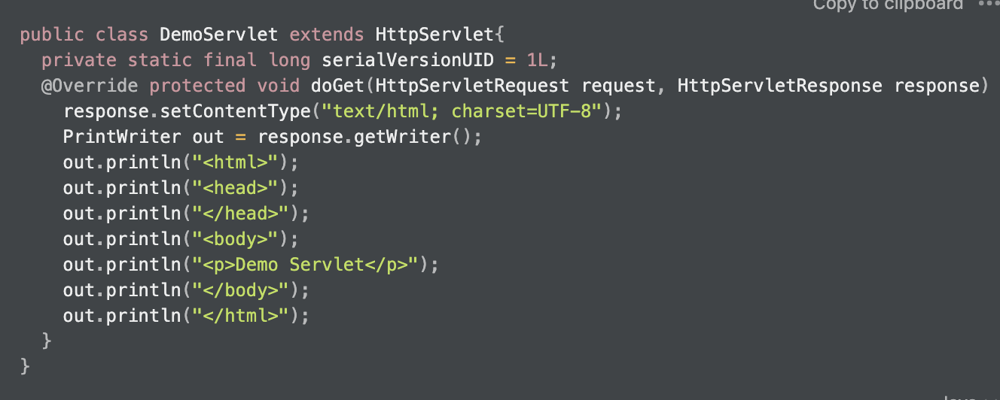 Copy to clipboard
public class DemoServlet extends HttpServlet{
  private static final long serialVersionUID = 1L;
  @Override protected void doGet(HttpServletRequest request, HttpServletResponse response)
    response.setContentType("text/html; charset=UTF-8");
    PrintWriter out = response.getWriter();
    out.println("<html>");
    out.println("<head>");
    out.println("</head>");
    out.println("<body>");
    out.println("<p>Demo Servlet</p>");
    out.println("</body>");
    out.println("</html>");
  }
}